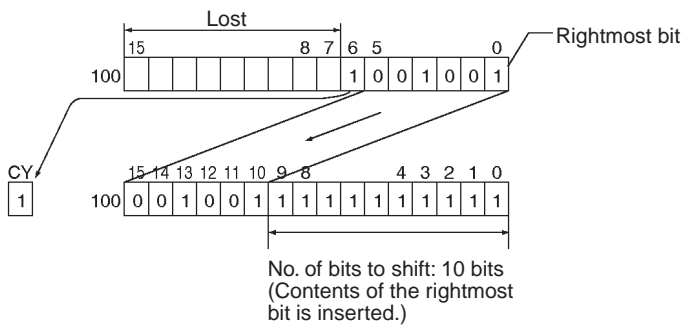 Lost
15 8 7 6 5 0
Rightmost bit
100 1 0 0 1 0 0 1
CY 15 14 13 12 11 10 9 8 4 3 2 1 0
1 100 0 0 1 0 0 1 1 1 1 1 1 1 1 1 1 1
No. of bits to shift: 10 bits
(Contents of the rightmost
bit is inserted.)